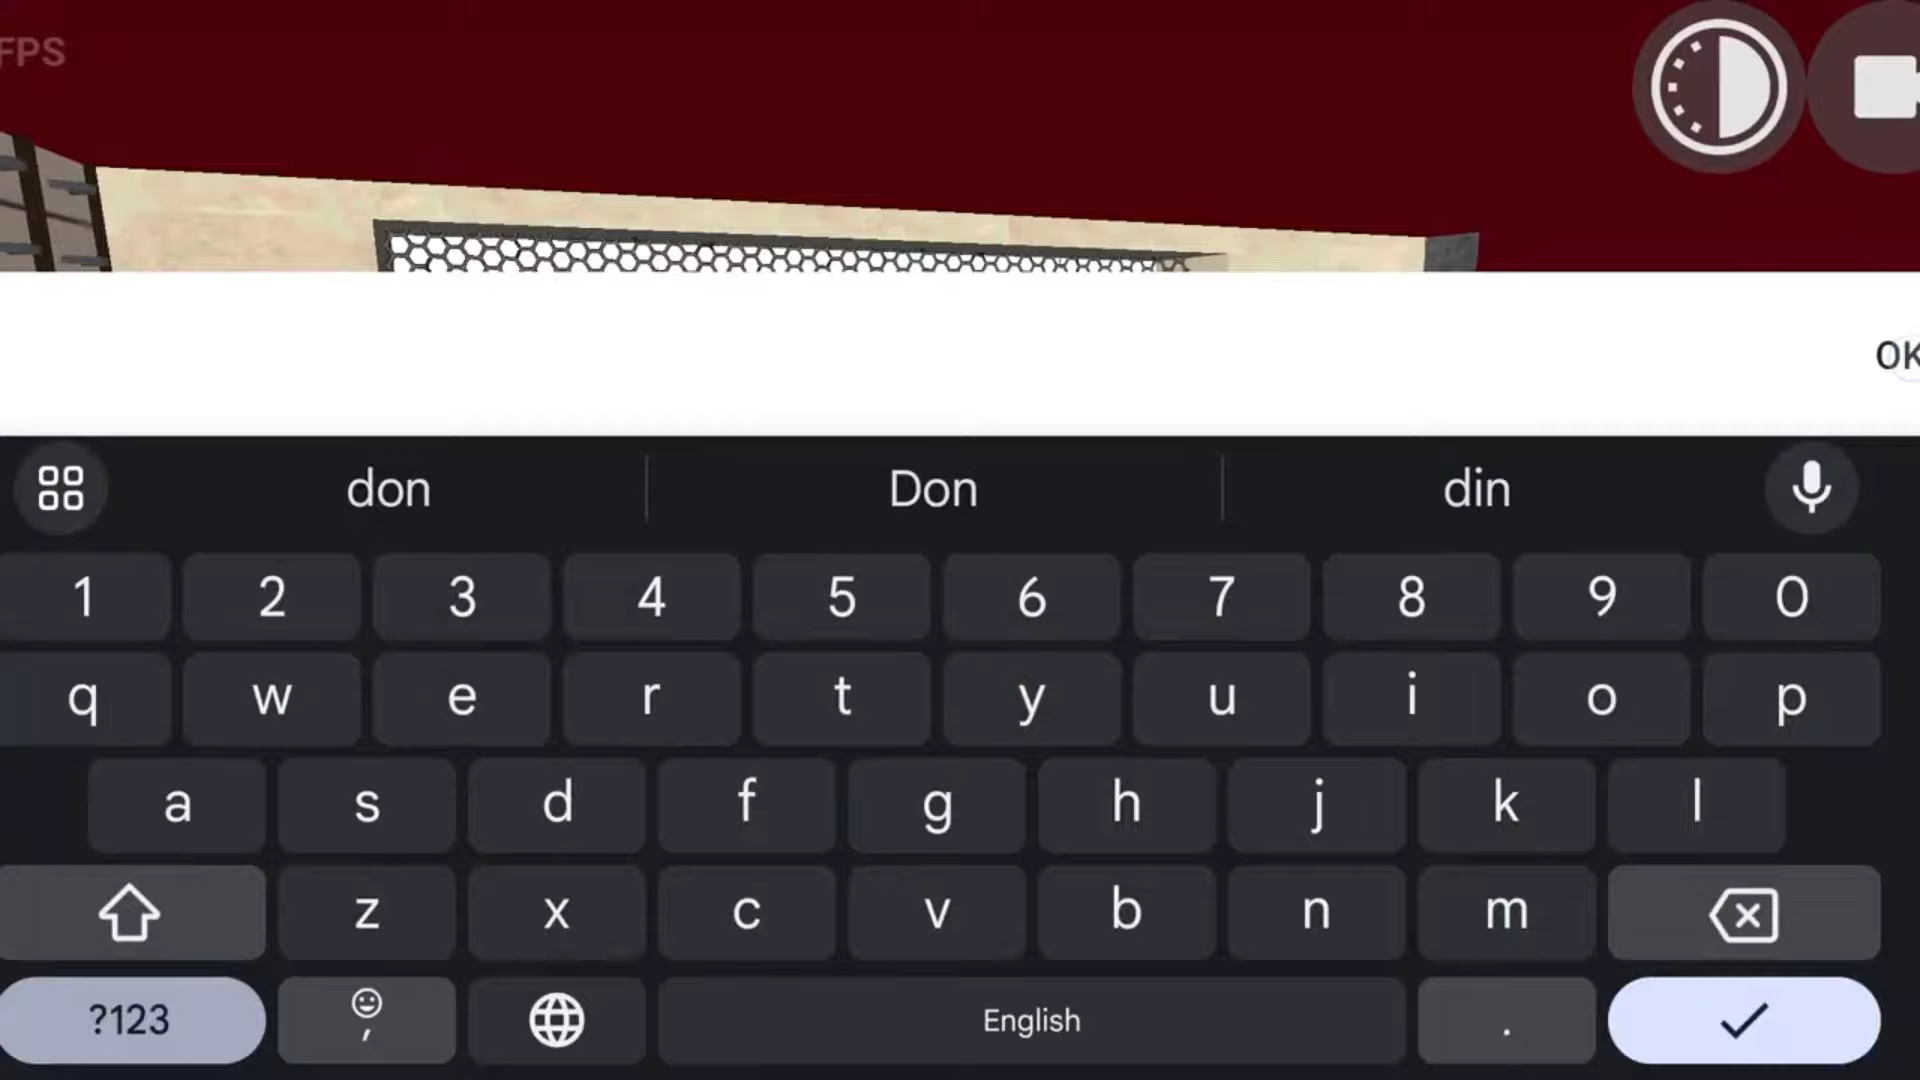 FPS
OK
don Don din
1 2 3 4 5 6 7 8 9 0
q w e r t y u i o p
a s d f g h j k l
z x c v b n m
?123 , English .